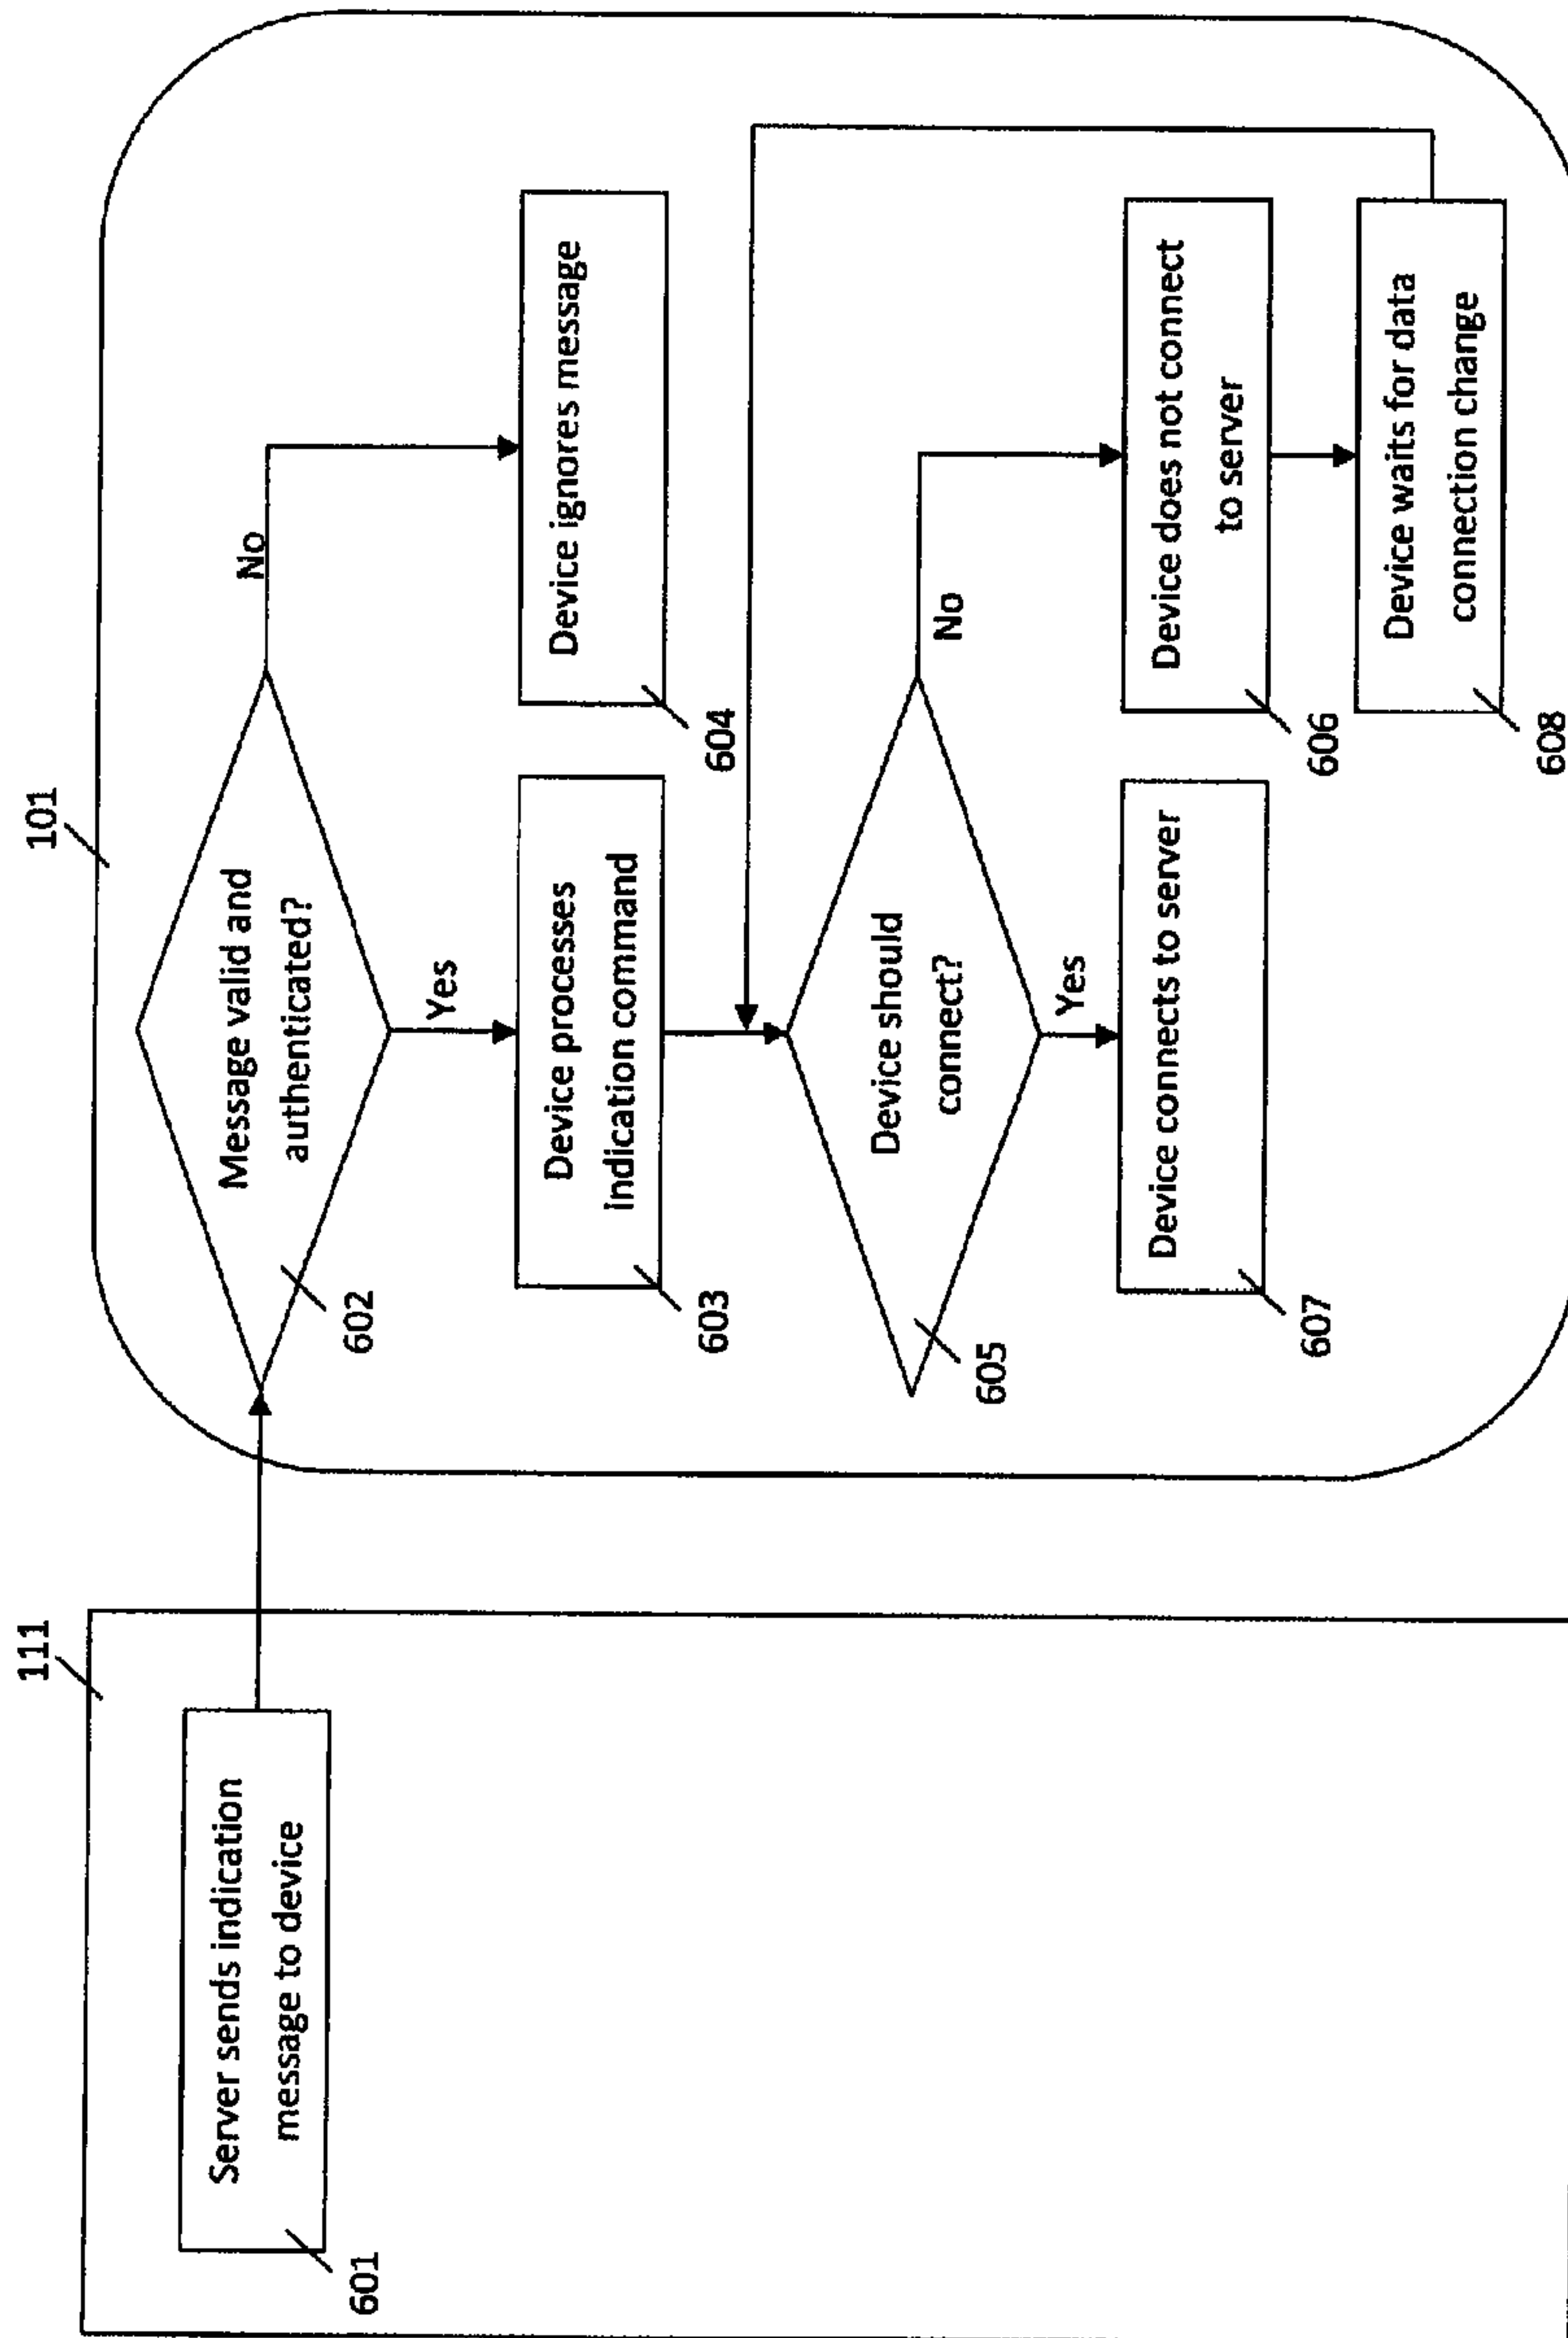 111
Server sends indication
message to device
601
101
Message valid and
authenticated?
602
No
Yes
Device processes
indication command
603
Device ignores message
604
Device should
connect?
605
No
Yes
Device connects to server
607
Device does not connect
to server
606
Device waits for data
connection change
608